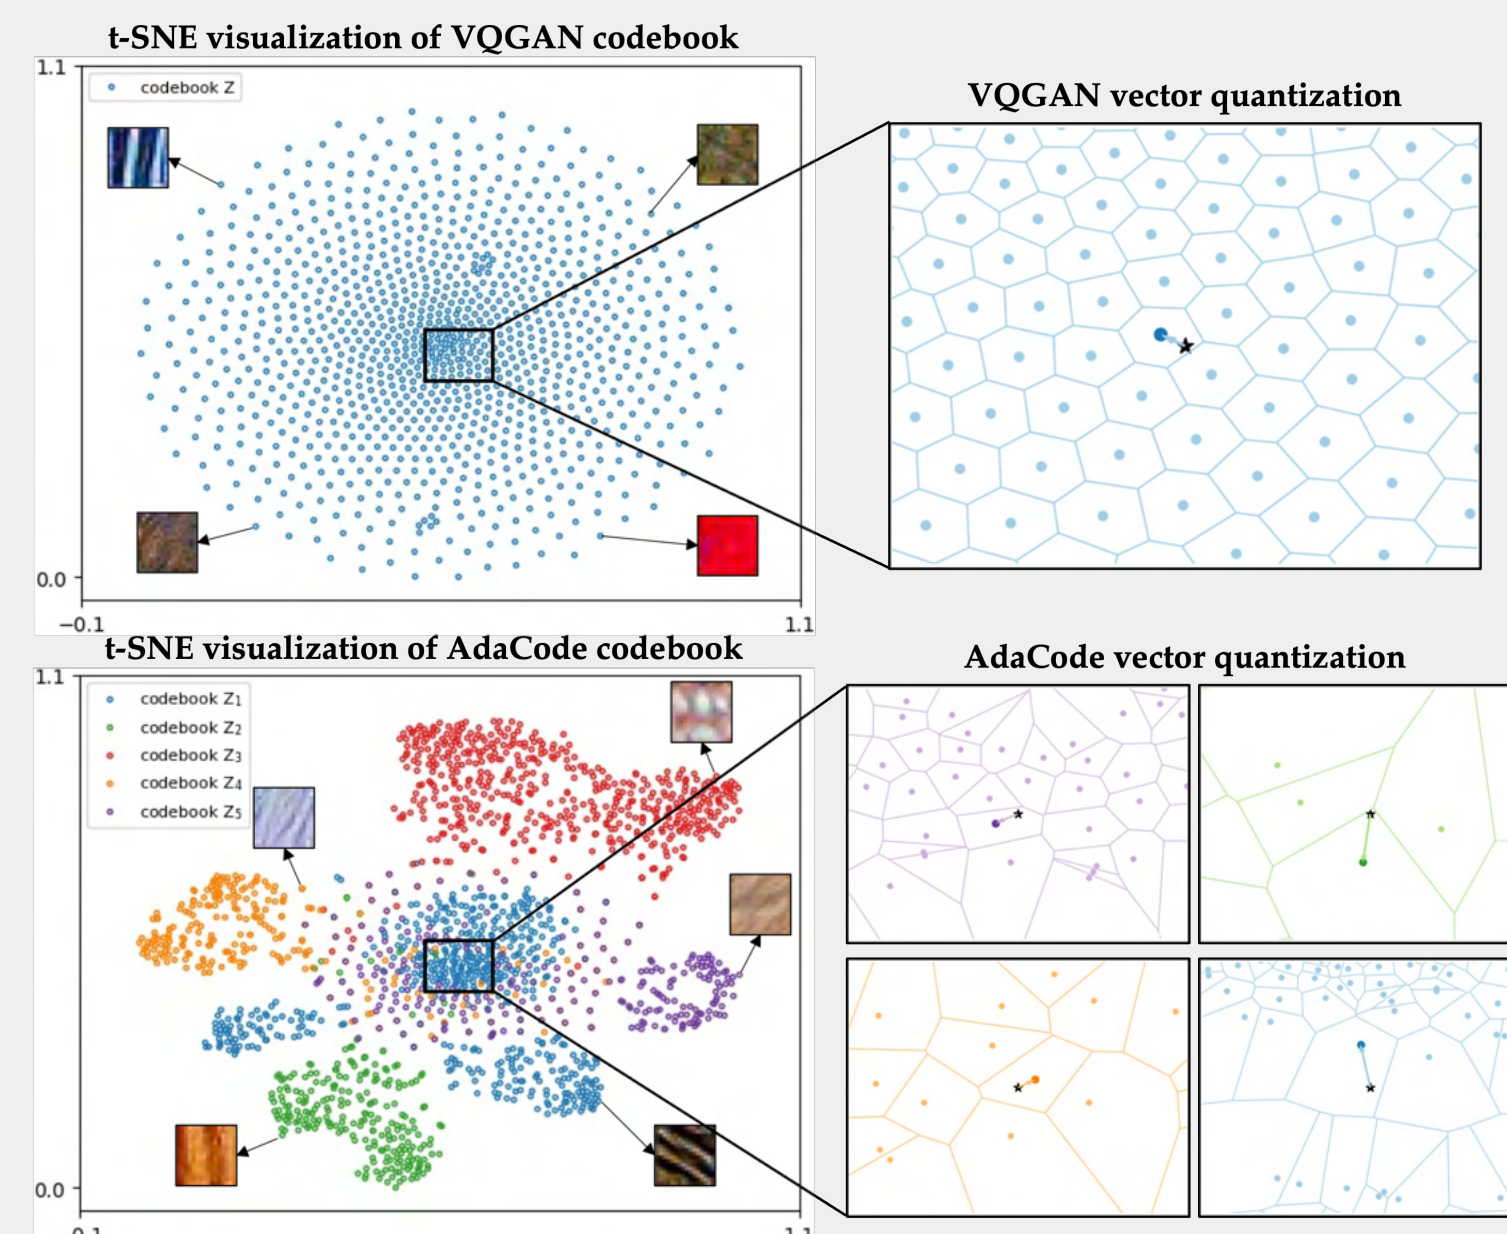 t-SNE visualization of VQGAN codebook
1.1
codebook Z
VQGAN vector quantization
0.0
−0.1
1.1
t-SNE visualization of AdaCode codebook
AdaCode vector quantization
1.1
codebook Z₁
codebook Z₂
codebook Z₃
codebook Z₄
codebook Z₅
0.0